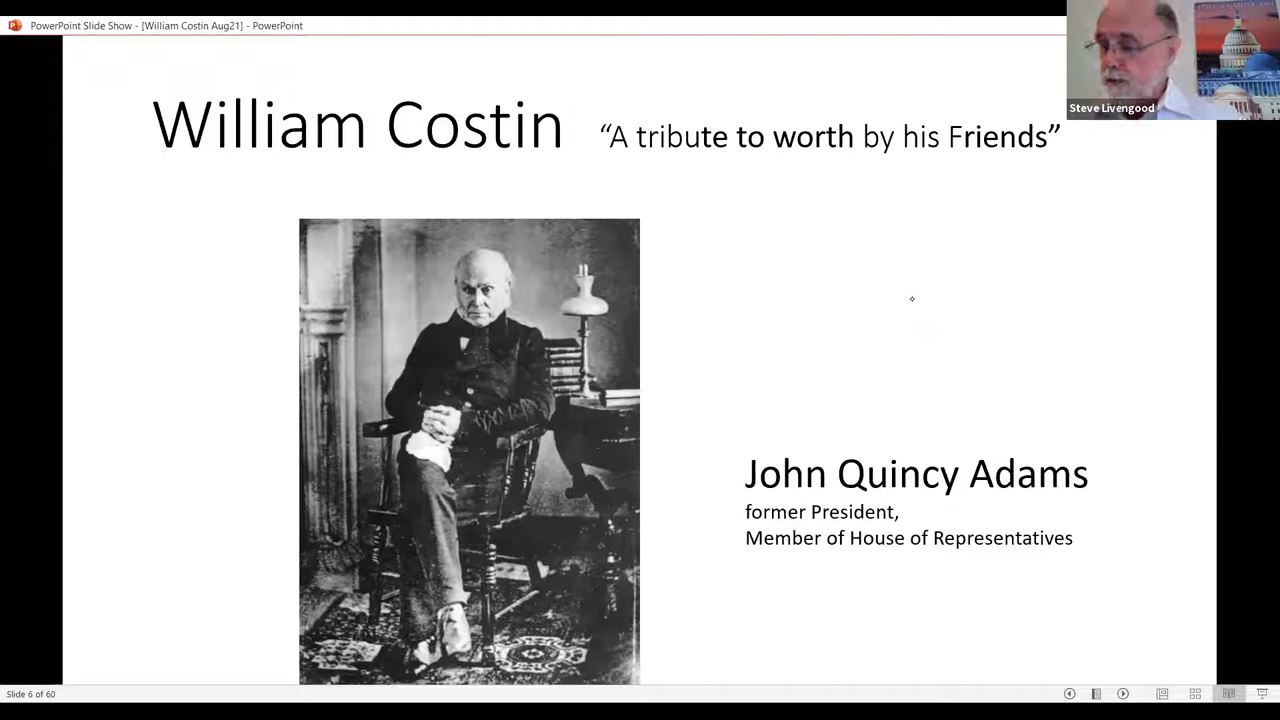 PowerPoint Slide Show - [William Costin Aug21] - PowerPoint
Steve Livengood
William Costin “A tribute to worth by his Friends”
John Quincy Adams
former President,
Member of House of Representatives
Slide 6 of 60